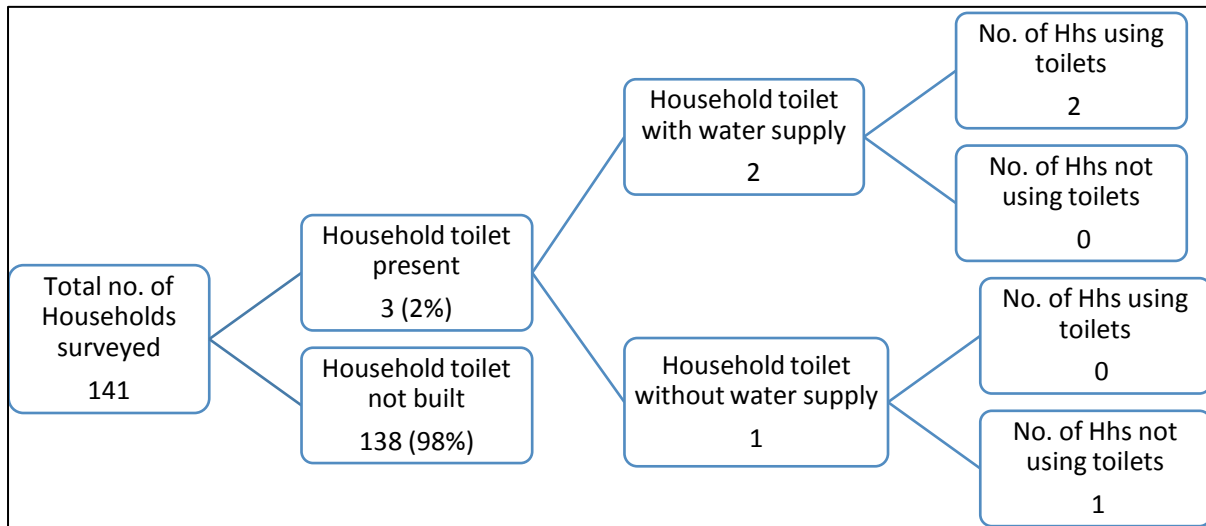 Total no. of
Households
surveyed
141
Household toilet
present
3 (2%)
Household toilet
not built
138 (98%)
Household toilet
with water supply
2
Household toilet
without water supply
1
No. of Hhs using
toilets
2
No. of Hhs not
using toilets
0
No. of Hhs using
toilets
0
No. of Hhs not
using toilets
1